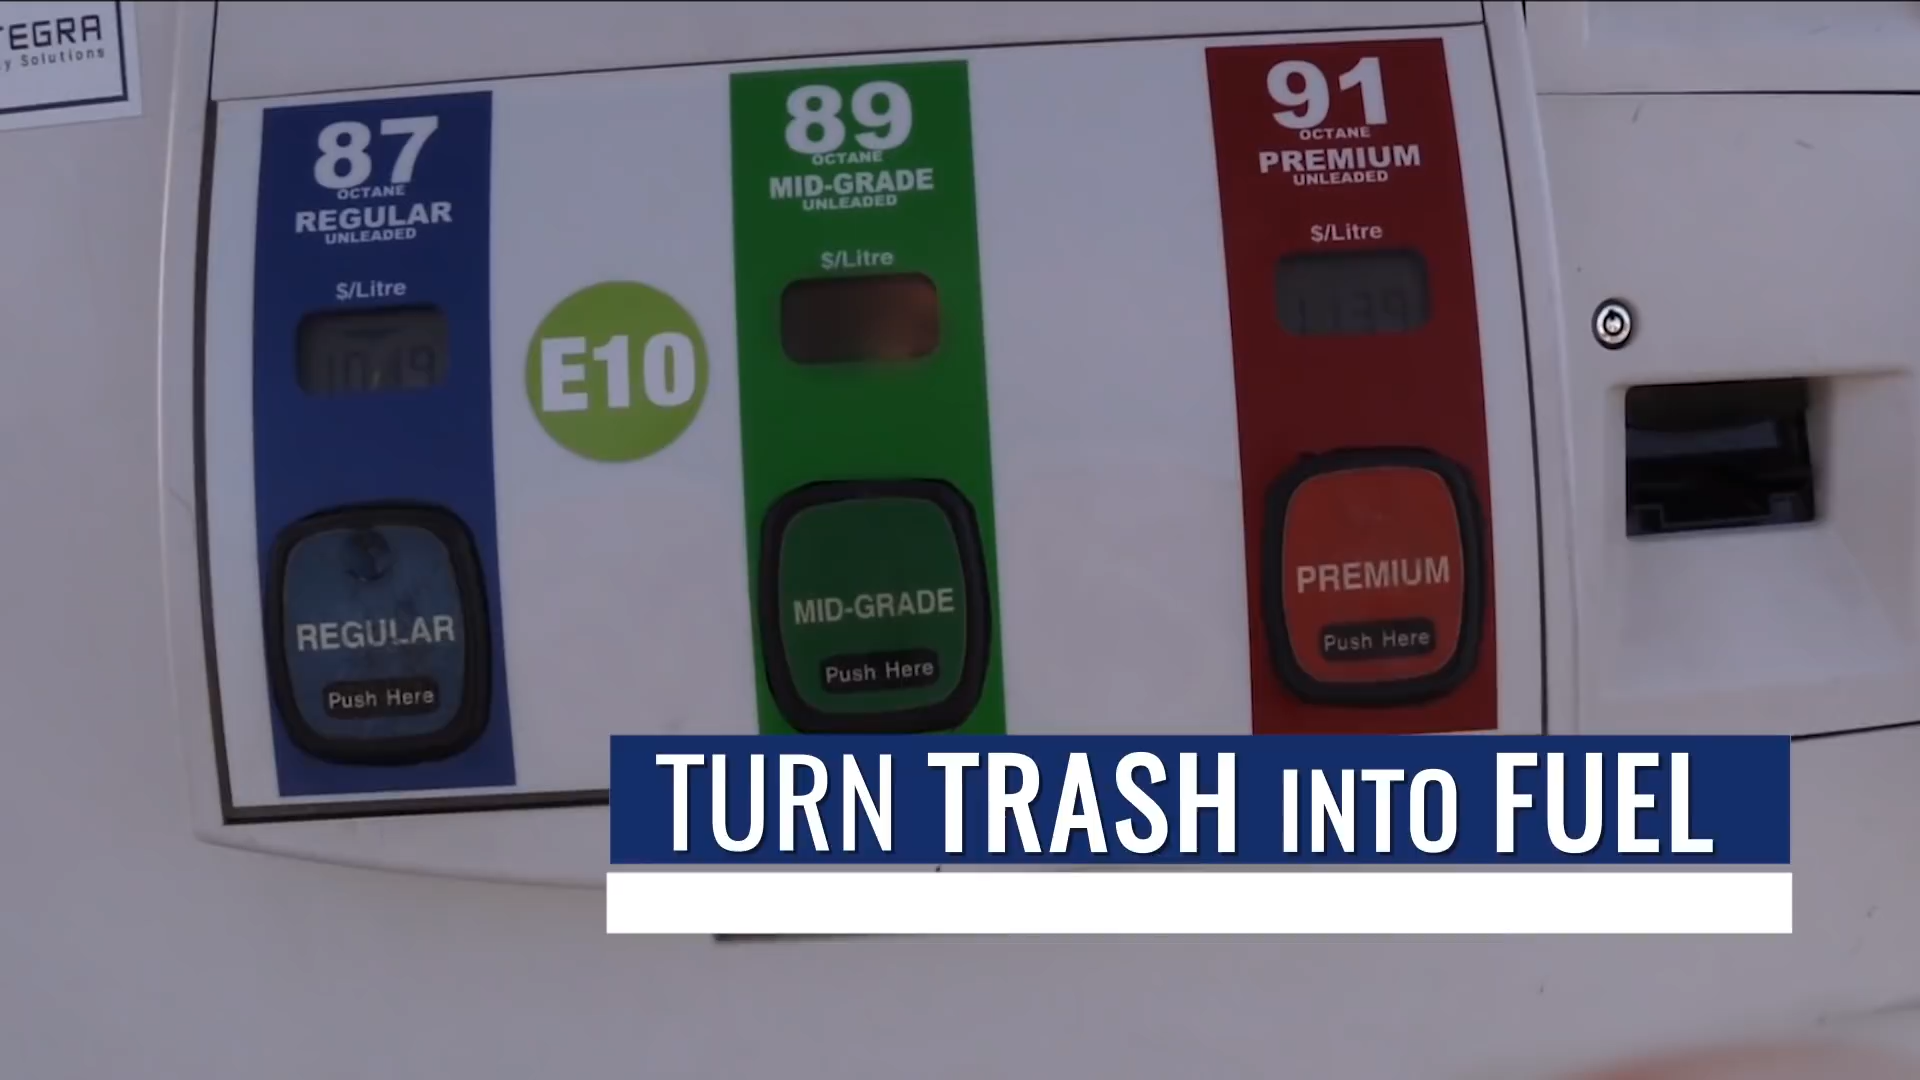 TEGRA
y Solutions
87
OCTANE
REGULAR
UNLEADED
$/Litre
REGULAR
Push Here
E10
89
OCTANE
MID-GRADE
UNLEADED
$/Litre
MID-GRADE
Push Here
91
OCTANE
PREMIUM
UNLEADED
$/Litre
PREMIUM
Push Here
TURN TRASH INTO FUEL